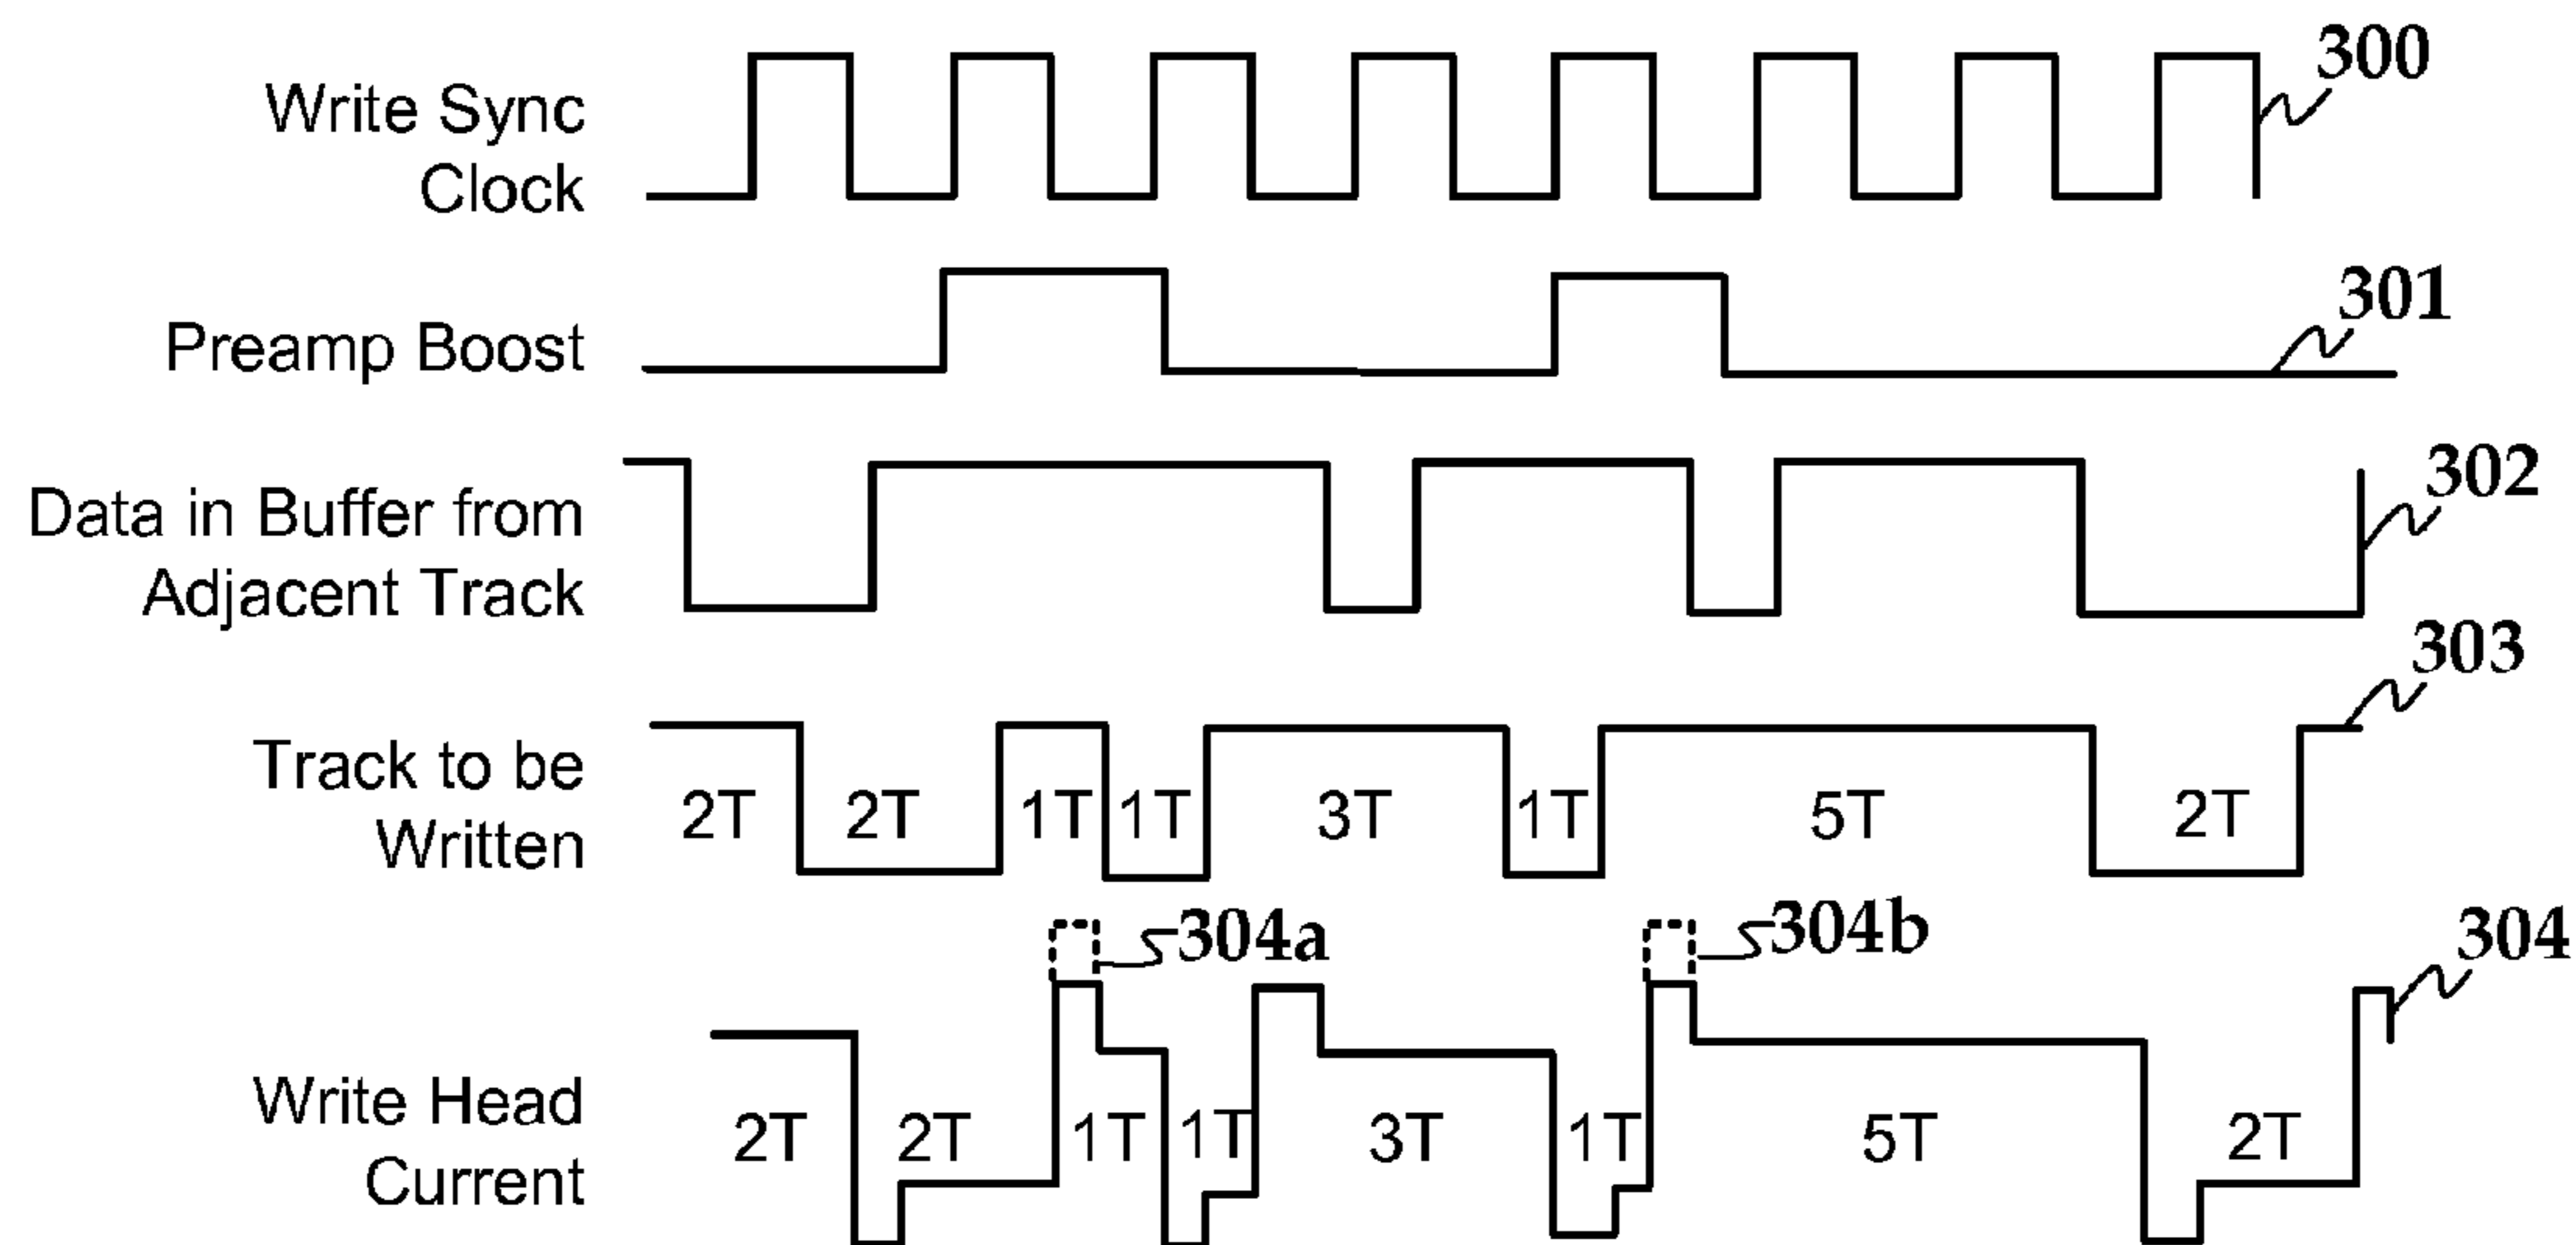 Write Sync
Clock
300
Preamp Boost
301
Data in Buffer from
Adjacent Track
302
303
Track to be
Written
2T 2T 1T 1T 3T 1T 5T 2T
304a
304b
304
Write Head
Current
2T 2T 1T 1T 3T 1T 5T 2T